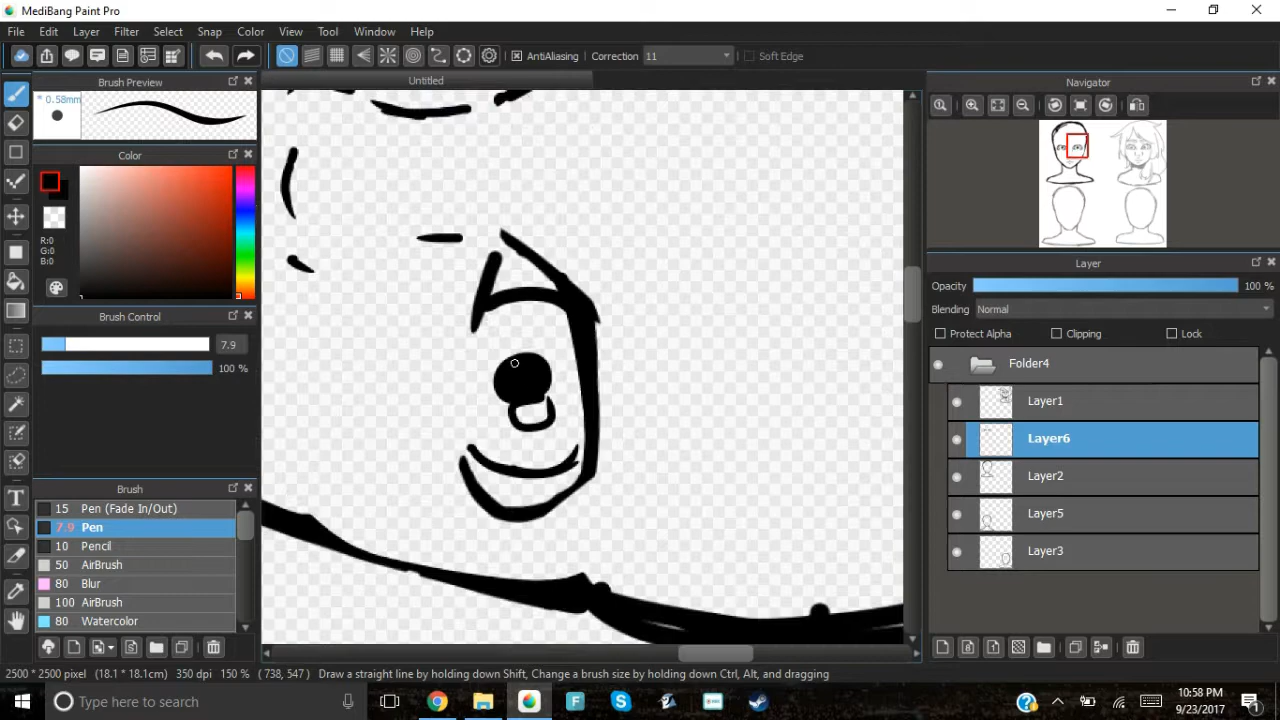 MediBang Paint Pro
File Edit Layer Filter Select Snap Color View Tool Window Help
AntiAliasing Correction 11 Soft Edge
Brush Preview
* 0.58mm
Untitled
Navigator
Color
R:0
G:0
B:0
Brush Control
7.9
100 %
Brush
15 Pen (Fade In/Out)
7.9 Pen
10 Pencil
50 AirBrush
80 Blur
100 AirBrush
80 Watercolor
Layer
Opacity 100 %
Blending Normal
Protect Alpha Clipping Lock
Folder4
Layer1
Layer6
Layer2
Layer5
Layer3
2500 * 2500 pixel (18.1 * 18.1cm) 350 dpi 150 % ( 738, 547 ) Draw a straight line by holding down Shift, Change a brush size by holding down Ctrl, Alt, and dragging
Type here to search
10:58 PM
9/23/2017